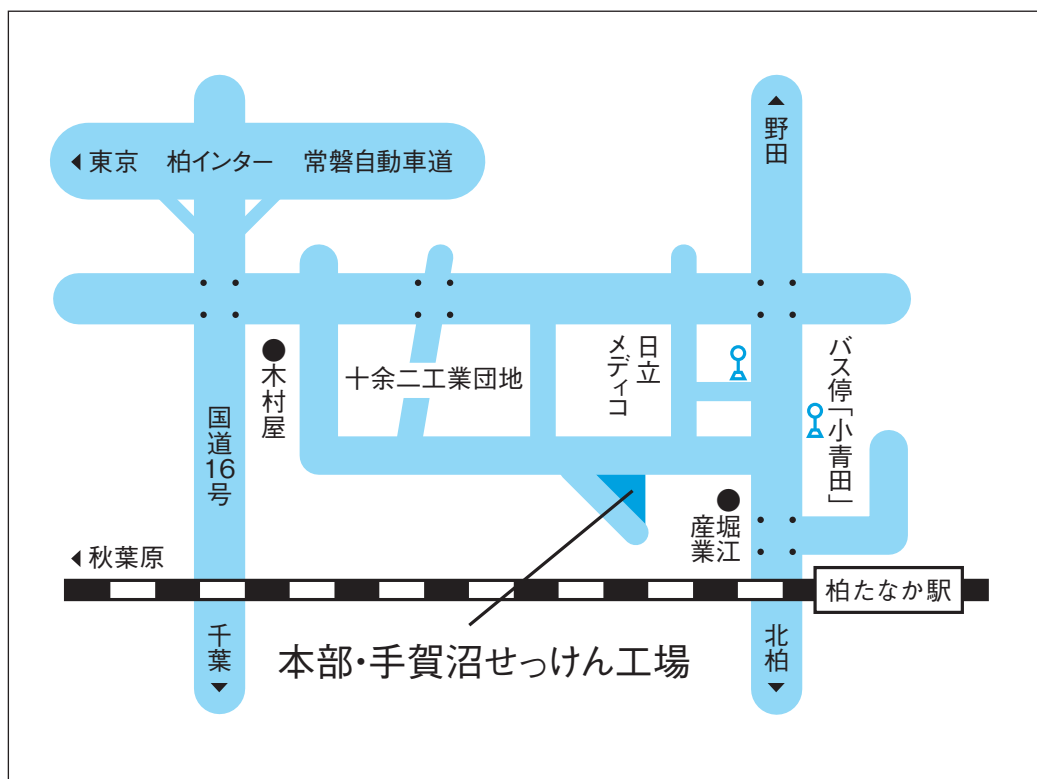 野田
東京 柏インター 常磐自動車道
木村屋
十余二工業団地
日立
メディコ
バス停「小青田」
国道16号
堀江
産業
秋葉原
柏たなか駅
千葉
北柏
本部・手賀沼せっけん工場